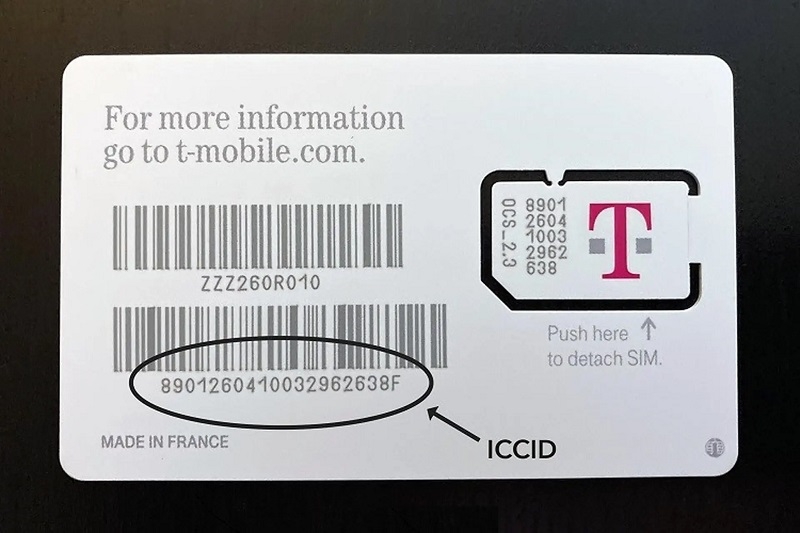 For more information
go to t-mobile.com.
ZZZ260R010
8901260410032962638F
MADE IN FRANCE
OCS_2.3
8901
2604
1003
2962
638
T
Push here
to detach SIM.
ICCID